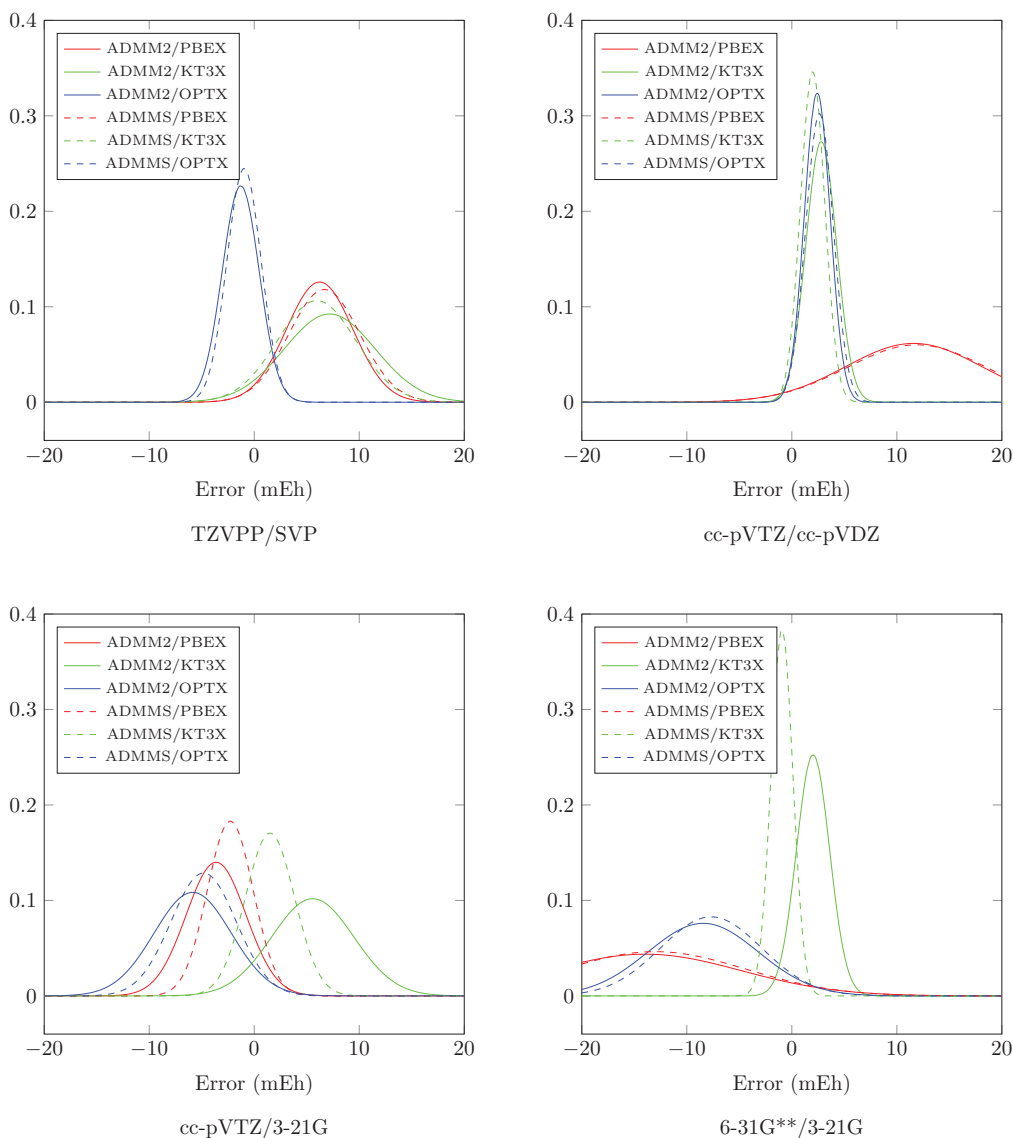 0.4
0.3
0.2
0.1
0
ADMM2/PBEX
ADMM2/KT3X
ADMM2/OPTX
ADMMS/PBEX
ADMMS/KT3X
ADMMS/OPTX
−20 −10 0 10 20
Error (mEh)
TZVPP/SVP
0.4
0.3
0.2
0.1
0
ADMM2/PBEX
ADMM2/KT3X
ADMM2/OPTX
ADMMS/PBEX
ADMMS/KT3X
ADMMS/OPTX
−20 −10 0 10 20
Error (mEh)
cc-pVTZ/cc-pVDZ
0.4
0.3
0.2
0.1
0
ADMM2/PBEX
ADMM2/KT3X
ADMM2/OPTX
ADMMS/PBEX
ADMMS/KT3X
ADMMS/OPTX
−20 −10 0 10 20
Error (mEh)
cc-pVTZ/3-21G
0.4
0.3
0.2
0.1
0
ADMM2/PBEX
ADMM2/KT3X
ADMM2/OPTX
ADMMS/PBEX
ADMMS/KT3X
ADMMS/OPTX
−20 −10 0 10 20
Error (mEh)
6-31G**/3-21G